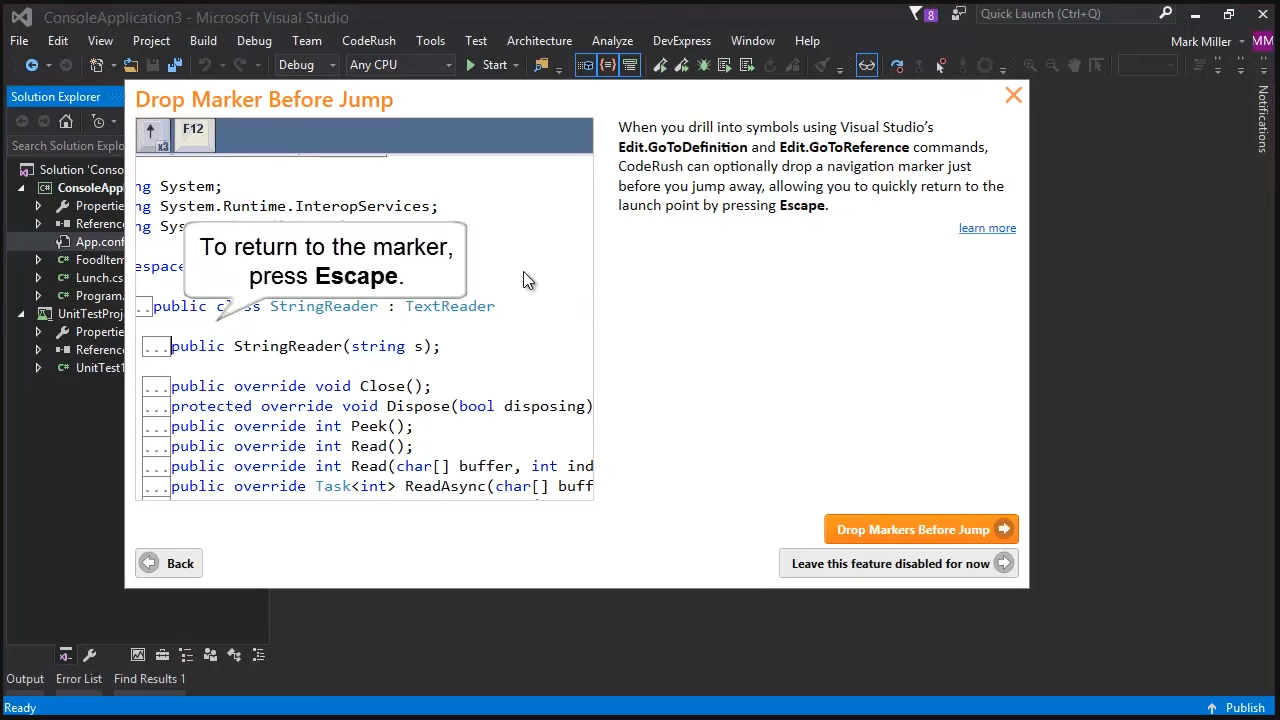 ConsoleApplication3 - Microsoft Visual Studio
8
Quick Launch (Ctrl+Q)
File Edit View Project Build Debug Team CodeRush Tools Test Architecture Analyze DevExpress Window Help
Mark Miller
MM
Debug
Any CPU
Start
Solution Explorer
Search Solution Explo
Solution 'Conso
ConsoleAppl
Properties
Reference
App.conf
FoodItem
Lunch.cs
Program.
UnitTestProj
Propertie
Reference
UnitTest1
Notifications
Drop Marker Before Jump
x3
F12
ng System;
ng System.Runtime.InteropServices;
ng Sys
espace
To return to the marker,
press Escape.
..public class StringReader : TextReader
...public StringReader(string s);
...public override void Close();
...protected override void Dispose(bool disposing)
...public override int Peek();
...public override int Read();
...public override int Read(char[] buffer, int ind
...public override Task<int> ReadAsync(char[] buff
When you drill into symbols using Visual Studio's
Edit.GoToDefinition and Edit.GoToReference commands,
CodeRush can optionally drop a navigation marker just
before you jump away, allowing you to quickly return to the
launch point by pressing Escape.
learn more
Drop Markers Before Jump
Back
Leave this feature disabled for now
Output Error List Find Results 1
Ready
Publish